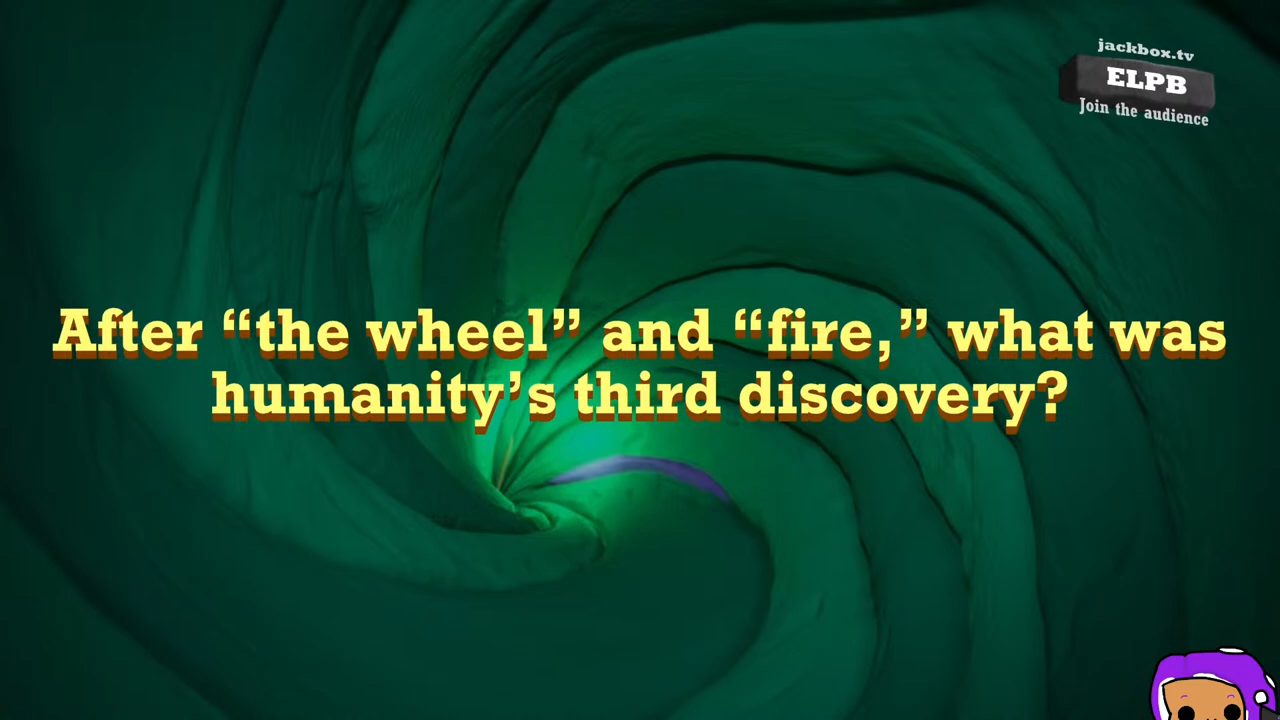 jackbox.tv
ELPB
Join the audience
After “the wheel” and “fire,” what was
humanity’s third discovery?